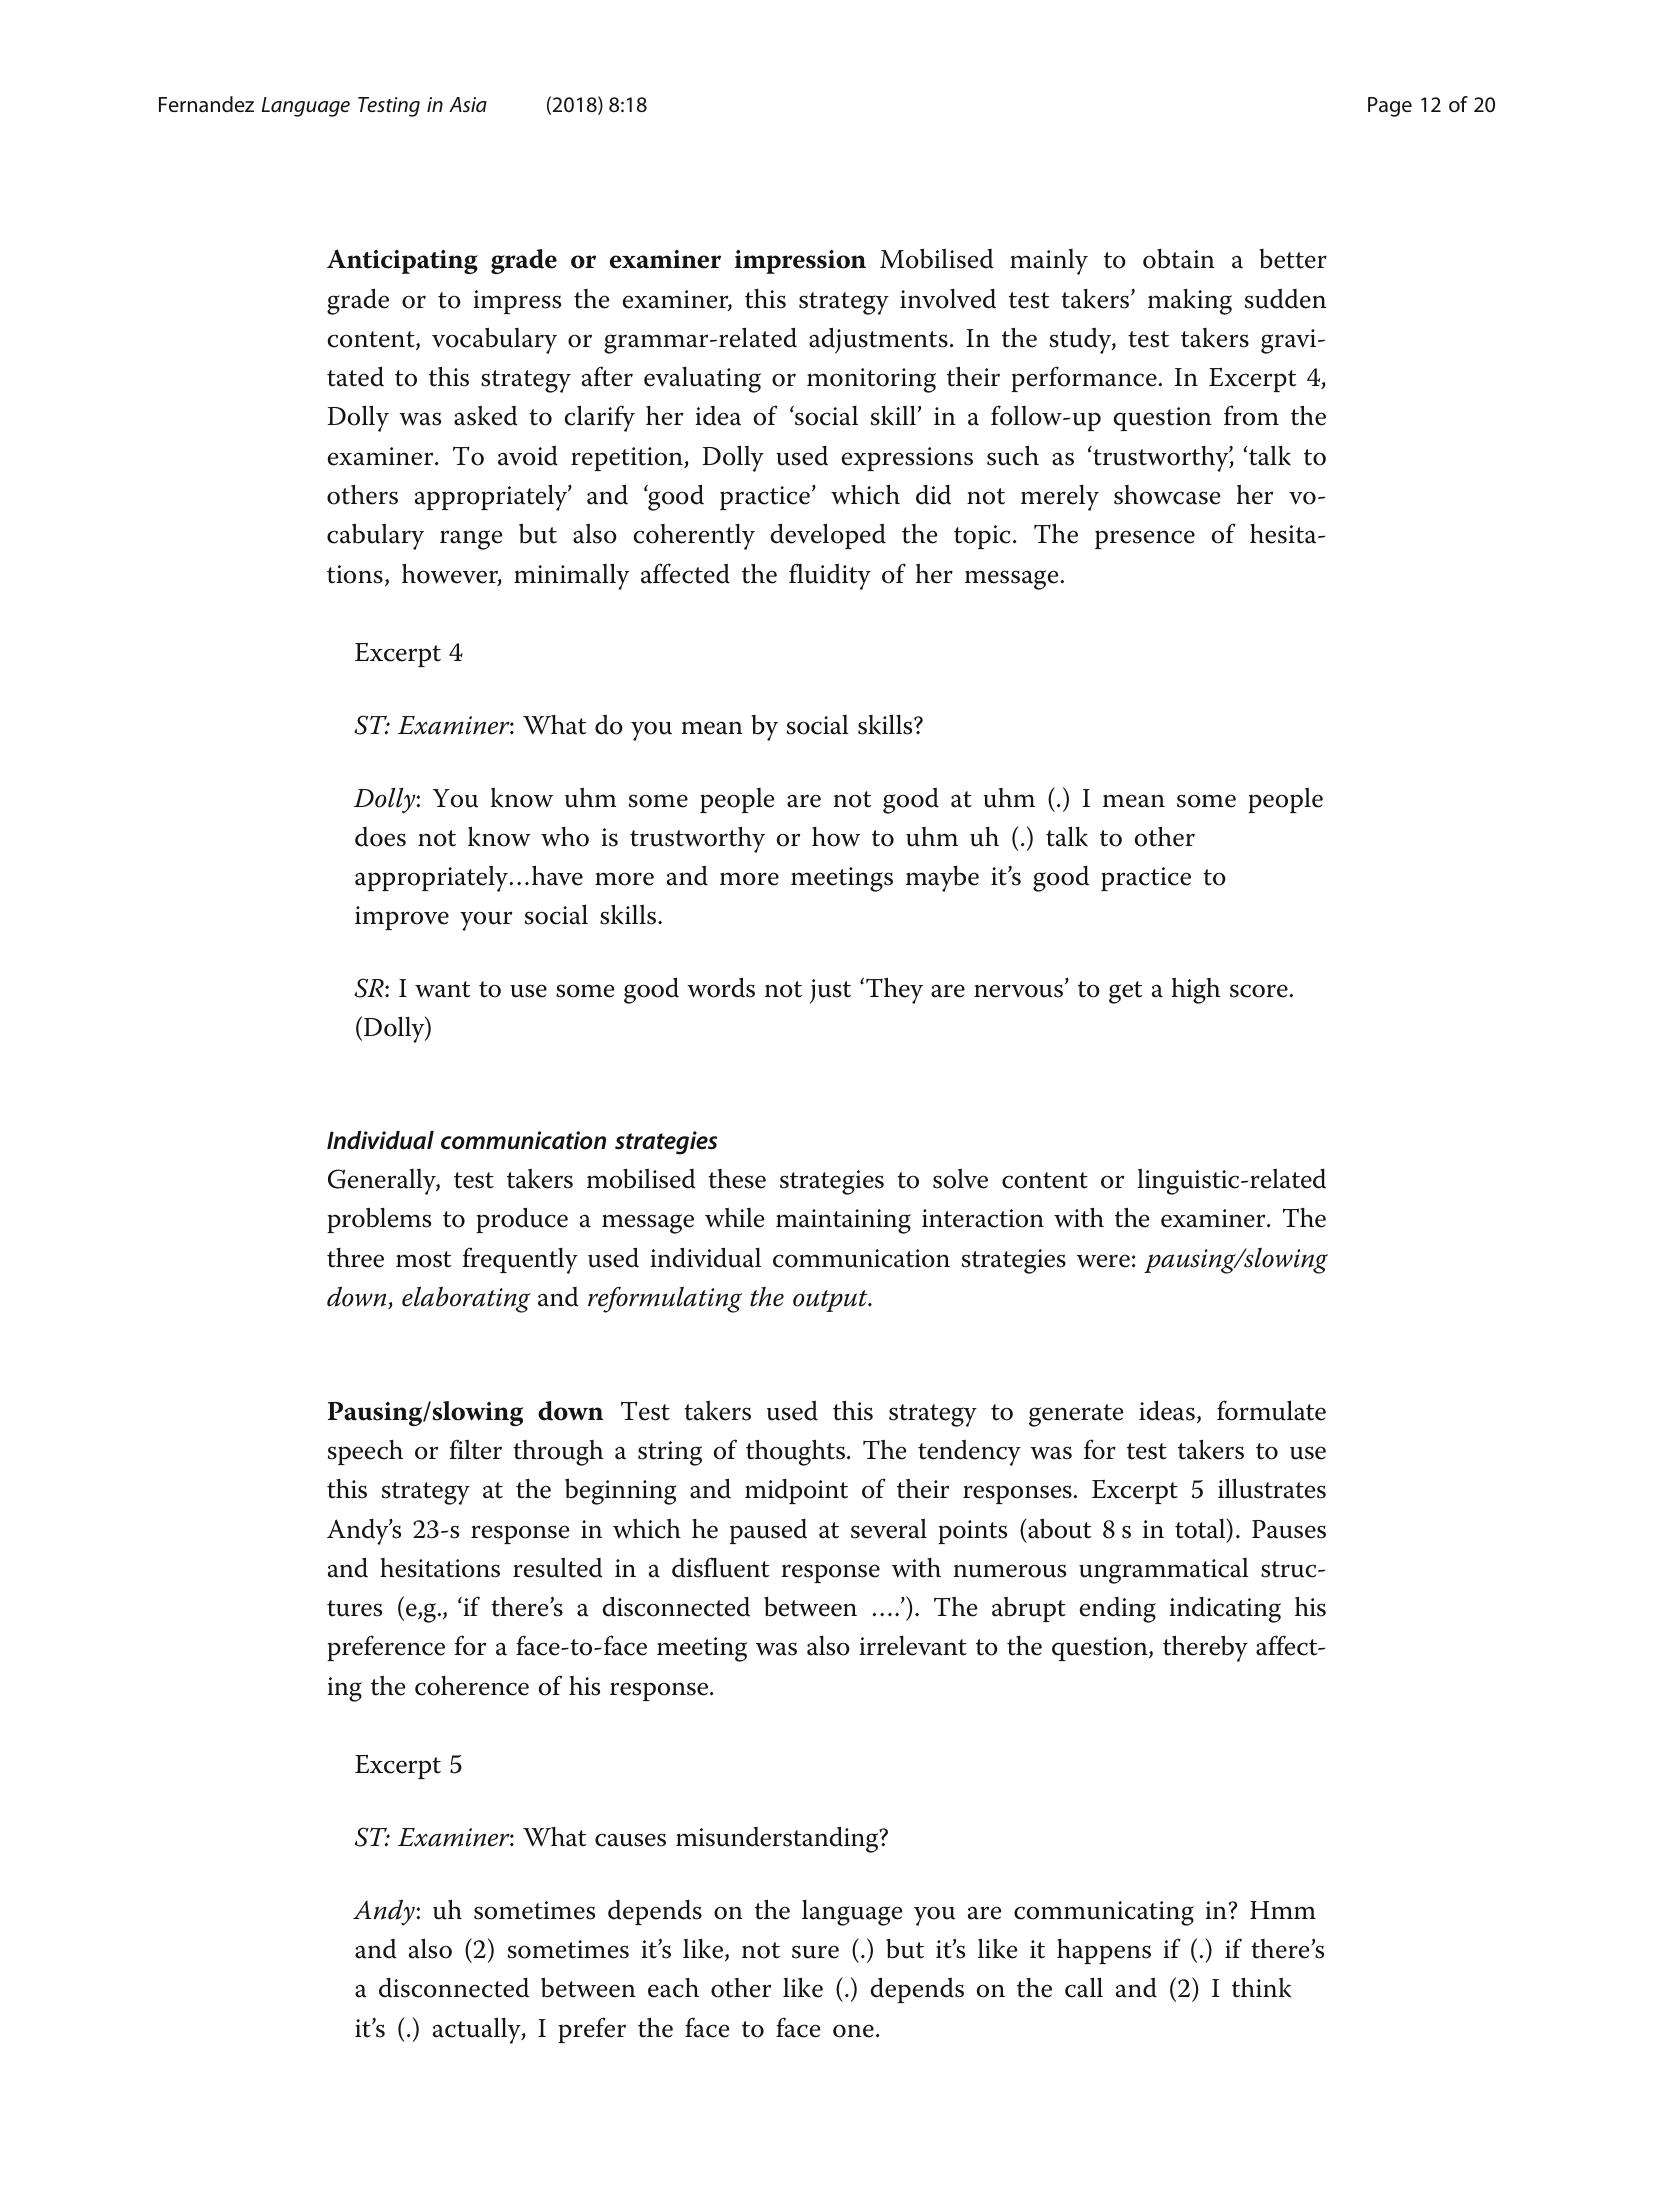 Fernandez Language Testing in Asia (2018) 8:18 Page 12 of 20
Anticipating grade or examiner impression Mobilised mainly to obtain a better
grade or to impress the examiner, this strategy involved test takers’ making sudden
content, vocabulary or grammar-related adjustments. In the study, test takers gravi-
tated to this strategy after evaluating or monitoring their performance. In Excerpt 4,
Dolly was asked to clarify her idea of ‘social skill’ in a follow-up question from the
examiner. To avoid repetition, Dolly used expressions such as ‘trustworthy’, ‘talk to
others appropriately’ and ‘good practice’ which did not merely showcase her vo-
cabulary range but also coherently developed the topic. The presence of hesita-
tions, however, minimally affected the fluidity of her message.
Excerpt 4
ST: Examiner: What do you mean by social skills?
Dolly: You know uhm some people are not good at uhm (.) I mean some people
does not know who is trustworthy or how to uhm uh (.) talk to other
appropriately…have more and more meetings maybe it’s good practice to
improve your social skills.
SR: I want to use some good words not just ‘They are nervous’ to get a high score.
(Dolly)
Individual communication strategies
Generally, test takers mobilised these strategies to solve content or linguistic-related
problems to produce a message while maintaining interaction with the examiner. The
three most frequently used individual communication strategies were: pausing/slowing
down, elaborating and reformulating the output.
Pausing/slowing down Test takers used this strategy to generate ideas, formulate
speech or filter through a string of thoughts. The tendency was for test takers to use
this strategy at the beginning and midpoint of their responses. Excerpt 5 illustrates
Andy’s 23-s response in which he paused at several points (about 8 s in total). Pauses
and hesitations resulted in a disfluent response with numerous ungrammatical struc-
tures (e,g., ‘if there’s a disconnected between ….’). The abrupt ending indicating his
preference for a face-to-face meeting was also irrelevant to the question, thereby affect-
ing the coherence of his response.
Excerpt 5
ST: Examiner: What causes misunderstanding?
Andy: uh sometimes depends on the language you are communicating in? Hmm
and also (2) sometimes it’s like, not sure (.) but it’s like it happens if (.) if there’s
a disconnected between each other like (.) depends on the call and (2) I think
it’s (.) actually, I prefer the face to face one.